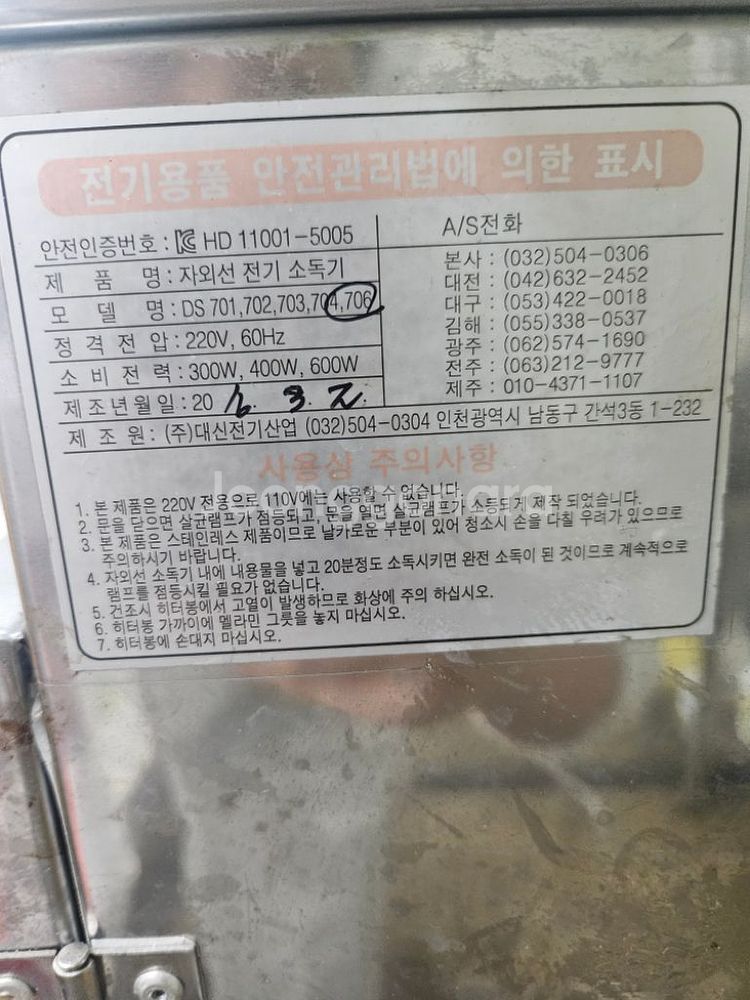 전기용품 안전관리법에 의한 표시
안전인증번호 : HD 11001-5005
제 품 명 : 자외선 전기 소독기
모 델 명 : DS 701,702,703,704,706
정 격 전 압 : 220V, 60Hz
소 비 전 력 : 300W, 400W, 600W
제조년월일 : 20 3.
A/S전화
본사 : (032)504-0306
대전 : (042)632-2452
대구 : (053)422-0018
김해 : (055)338-0537
광주 : (062)574-1690
전주 : (063)212-9777
제주 : 010-4371-1107
제 조 원 : (주)대신전기산업 (032)504-0304 인천광역시 남동구 간석3동 1-232
사용상 주의사항
1. 본 제품은 220V 전용으로 110V에는 사용할 수 없습니다.
2. 문을 닫으면 살균램프가 점등되고, 문을 열면 살균램프가 소등되게 제작 되었습니다.
3. 본 제품은 스테인레스 제품이므로 날카로운 부분이 있어 청소시 손을 다칠 우려가 있으므로
주의하시기 바랍니다.
4. 자외선 소독기 내에 내용물을 넣고 20분정도 소독시키면 완전 소독이 된 것이므로 계속적으로
램프를 점등시킬 필요가 없습니다.
5. 건조시 히터봉에서 고열이 발생하므로 화상에 주의 하십시오.
6. 히터봉 가까이에 멜라민 그릇을 놓지 마십시오.
7. 히터봉에 손대지 마십시오.